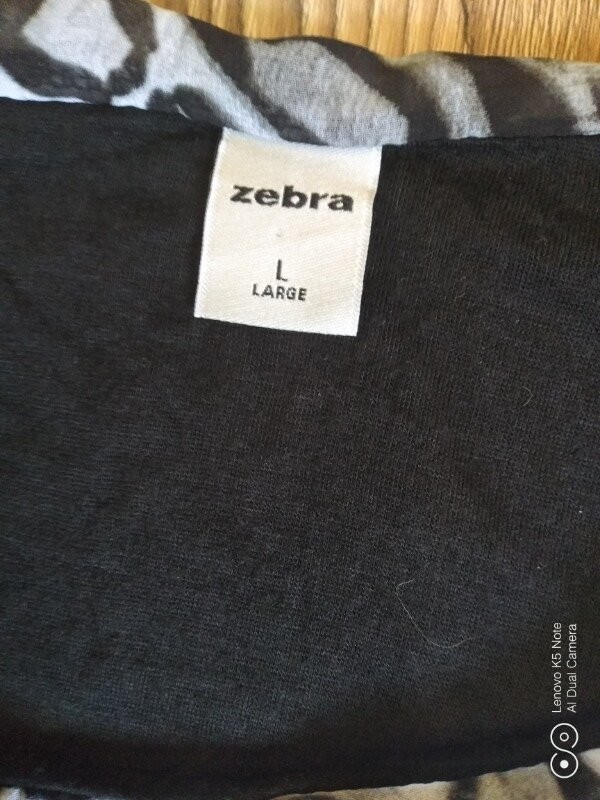 zebra
L
LARGE
Lenovo K5 Note
AI Dual Camera